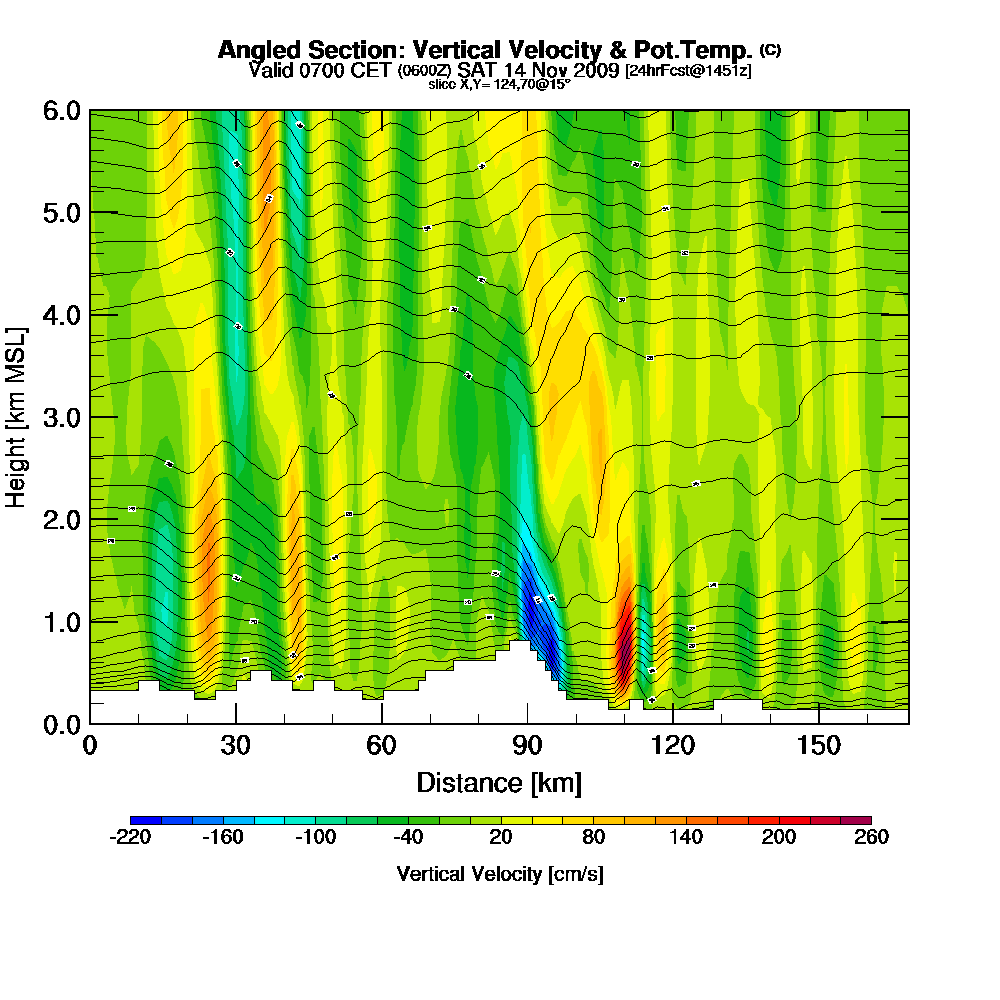 Angled Section: Vertical Velocity & Pot.Temp. (C)
Valid 0700 CET (0600Z) SAT 14 Nov 2009 [24hrFcst@1451z]
slice X,Y= 124,70@15°
6.0
5.0
4.0
3.0
2.0
1.0
0.0
Height [km MSL]
0 30 60 90 120 150
Distance [km]
-220 -160 -100 -40 20 80 140 200 260
Vertical Velocity [cm/s]